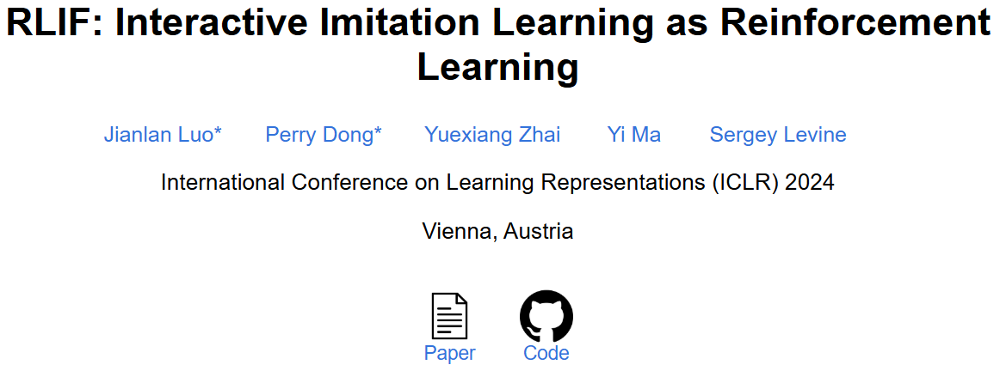 RLIF: Interactive Imitation Learning as Reinforcement
Learning
Jianlan Luo* Perry Dong* Yuexiang Zhai Yi Ma Sergey Levine
International Conference on Learning Representations (ICLR) 2024
Vienna, Austria
Paper Code